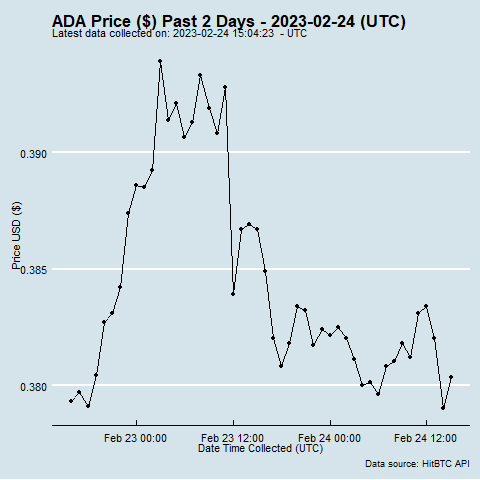 ADA Price ($) Past 2 Days - 2023-02-24 (UTC)
Latest data collected on: 2023-02-24 15:04:23  - UTC
0.390
0.385
0.380
Price USD ($)
Feb 23 00:00 Feb 23 12:00 Feb 24 00:00 Feb 24 12:00
Date Time Collected (UTC)
Data source: HitBTC API